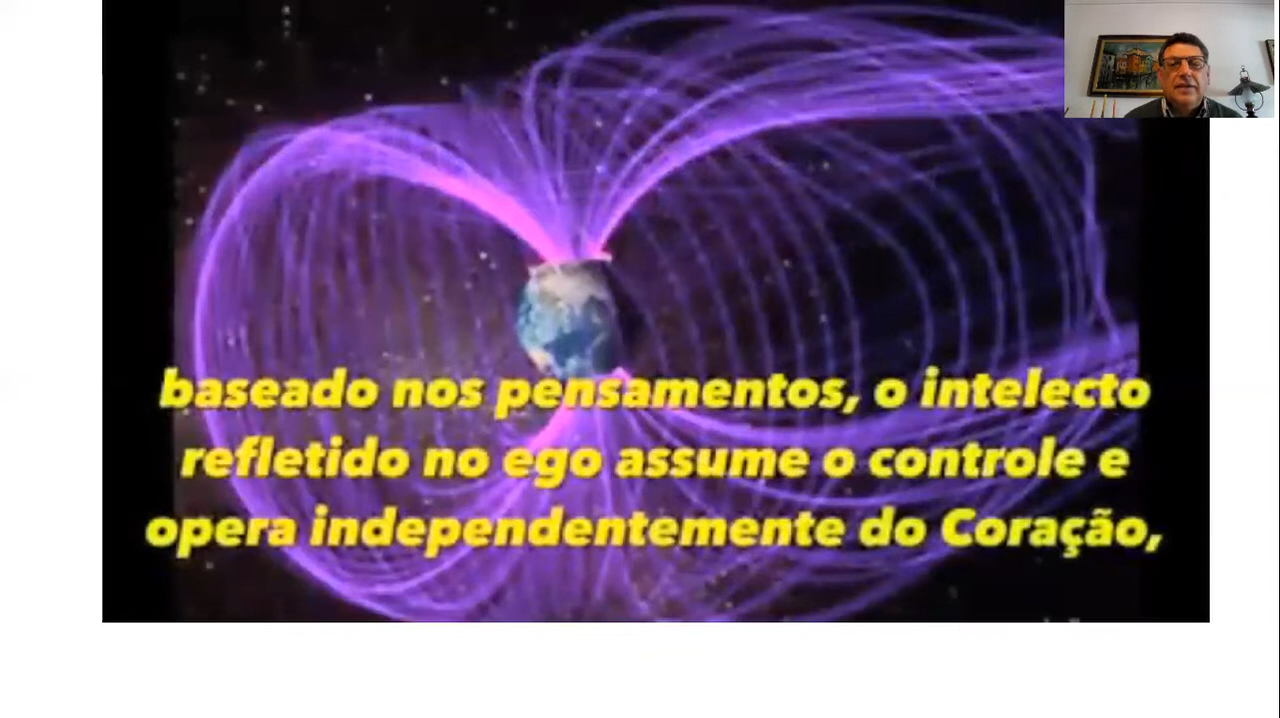 baseado nos pensamentos, o intelecto
refletido no ego assume o controle e
opera independentemente do Coração,